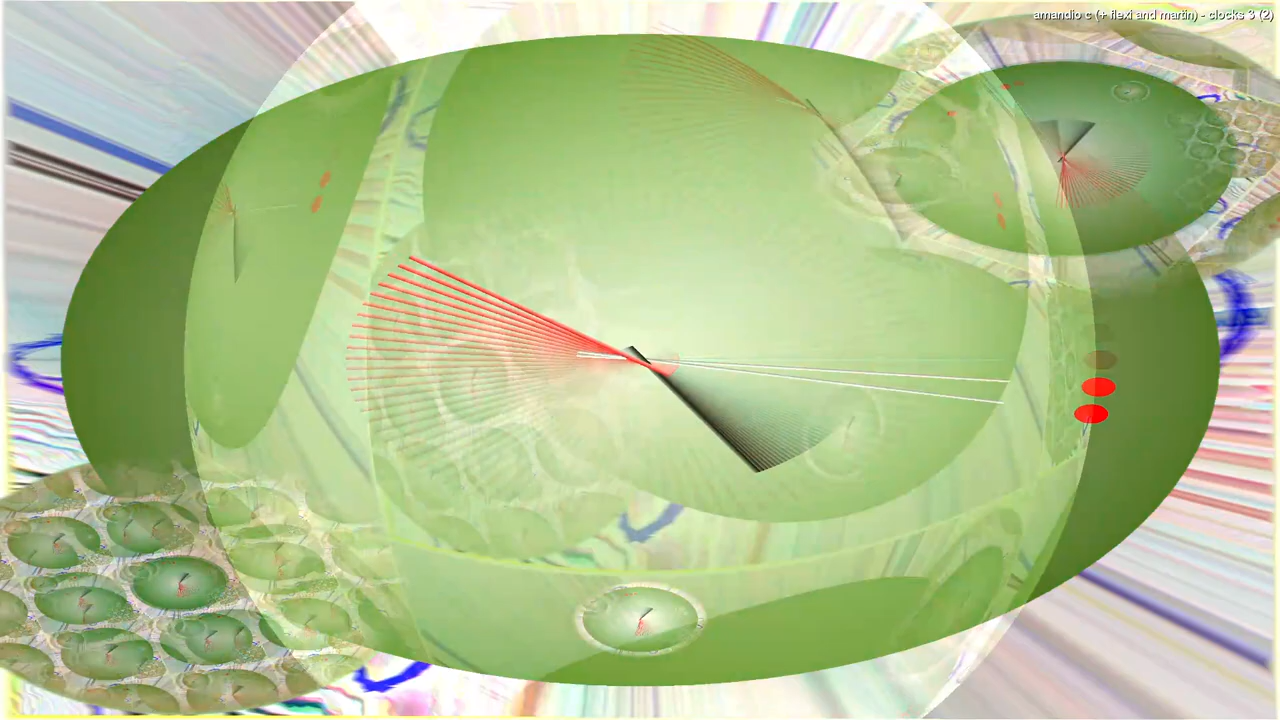 amandio c (+ flexi and martin) - clocks 3 (2)